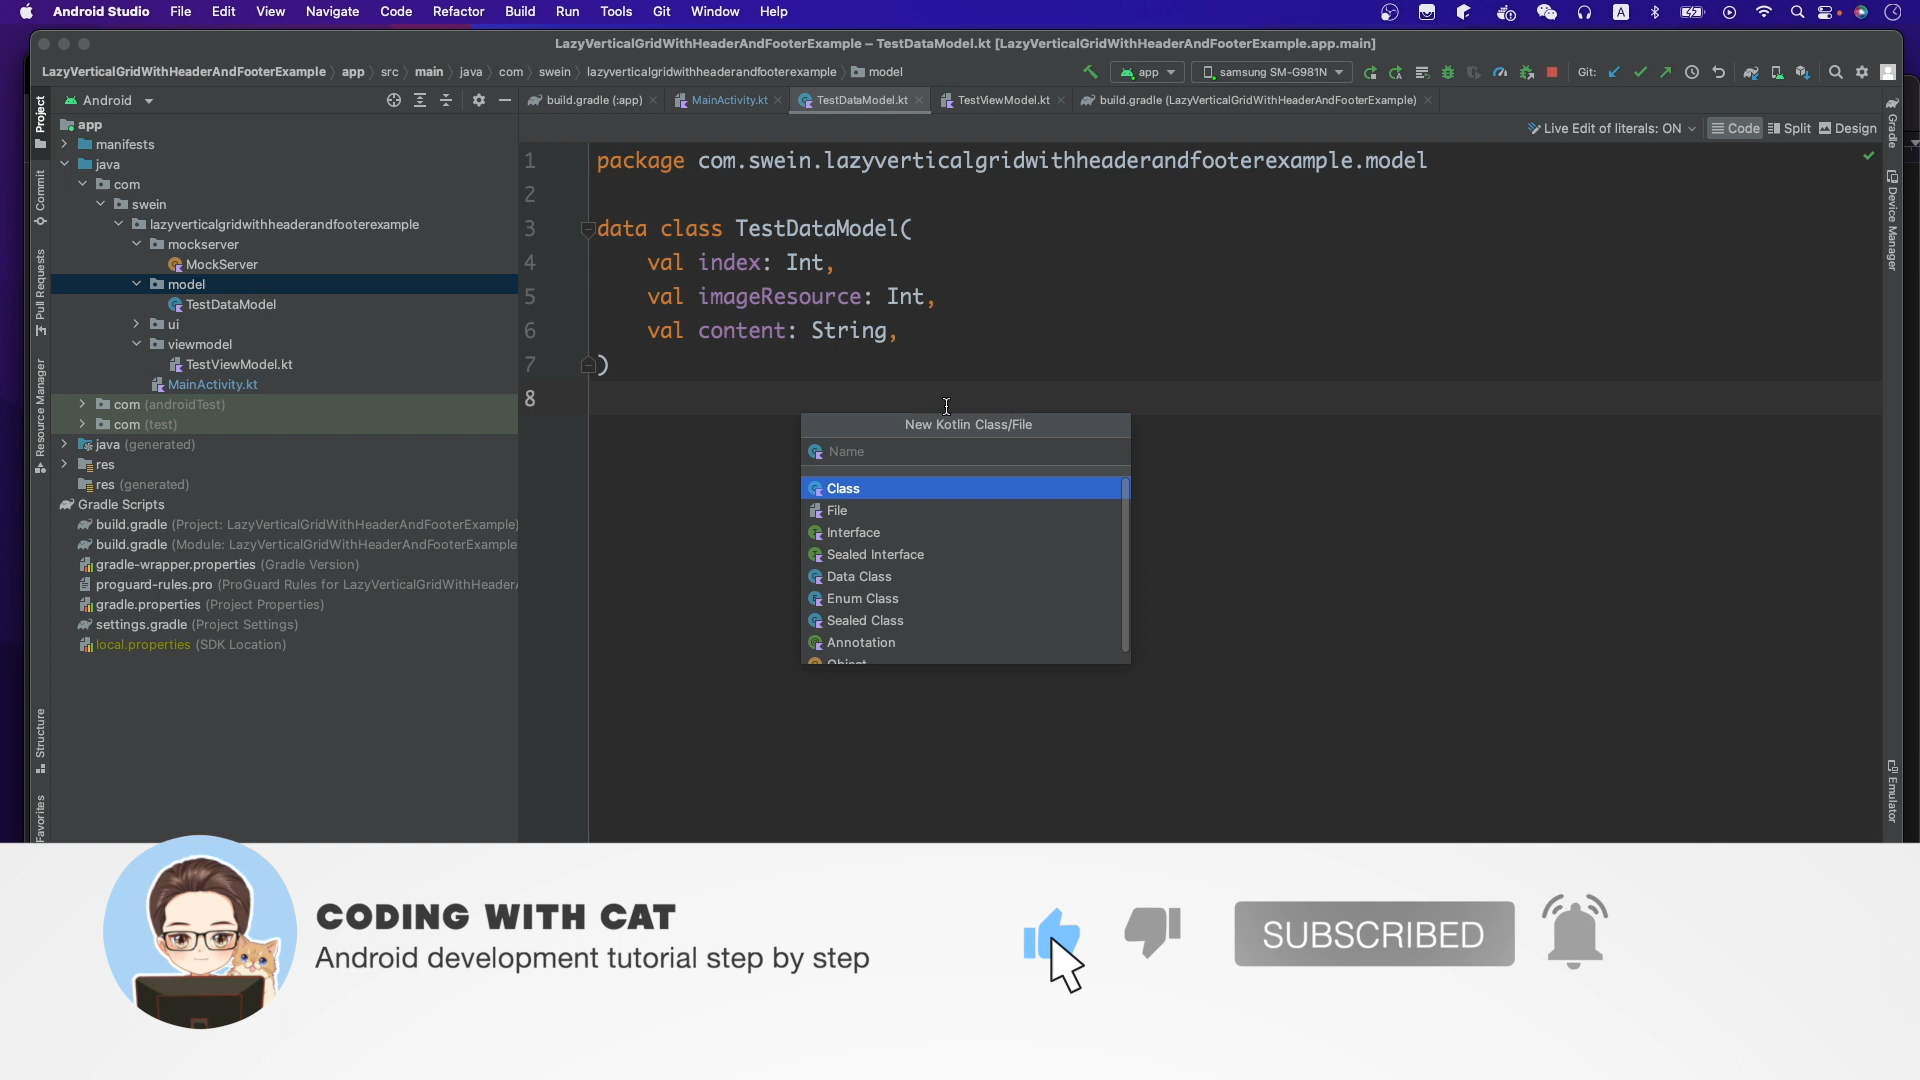 Android Studio File Edit View Navigate Code Refactor Build Run Tools Git Window Help
LazyVerticalGridWithHeaderAndFooterExample – TestDataModel.kt [LazyVerticalGridWithHeaderAndFooterExample.app.main]
LazyVerticalGridWithHeaderAndFooterExample app src main java com swein lazyverticalgridwithheaderandfooterexample model
app samsung SM-G981N Git:
Android
build.gradle (:app) MainActivity.kt TestDataModel.kt TestViewModel.kt build.gradle (LazyVerticalGridWithHeaderAndFooterExample)
Live Edit of literals: ON Code Split Design
Project
Commit
Pull Requests
Resource Manager
Structure
Favorites
app
manifests
java
com
swein
lazyverticalgridwithheaderandfooterexample
mockserver
MockServer
model
TestDataModel
ui
viewmodel
TestViewModel.kt
MainActivity.kt
com (androidTest)
com (test)
java (generated)
res
res (generated)
Gradle Scripts
build.gradle (Project: LazyVerticalGridWithHeaderAndFooterExample)
build.gradle (Module: LazyVerticalGridWithHeaderAndFooterExample
gradle-wrapper.properties (Gradle Version)
proguard-rules.pro (ProGuard Rules for LazyVerticalGridWithHeaderA
gradle.properties (Project Properties)
settings.gradle (Project Settings)
local.properties (SDK Location)
1 package com.swein.lazyverticalgridwithheaderandfooterexample.model
2
3 data class TestDataModel(
4 val index: Int,
5 val imageResource: Int,
6 val content: String,
7 )
8
New Kotlin Class/File
Name
Class
File
Interface
Sealed Interface
Data Class
Enum Class
Sealed Class
Annotation
Object
Gradle
Device Manager
Emulator
CODING WITH CAT
Android development tutorial step by step
SUBSCRIBED